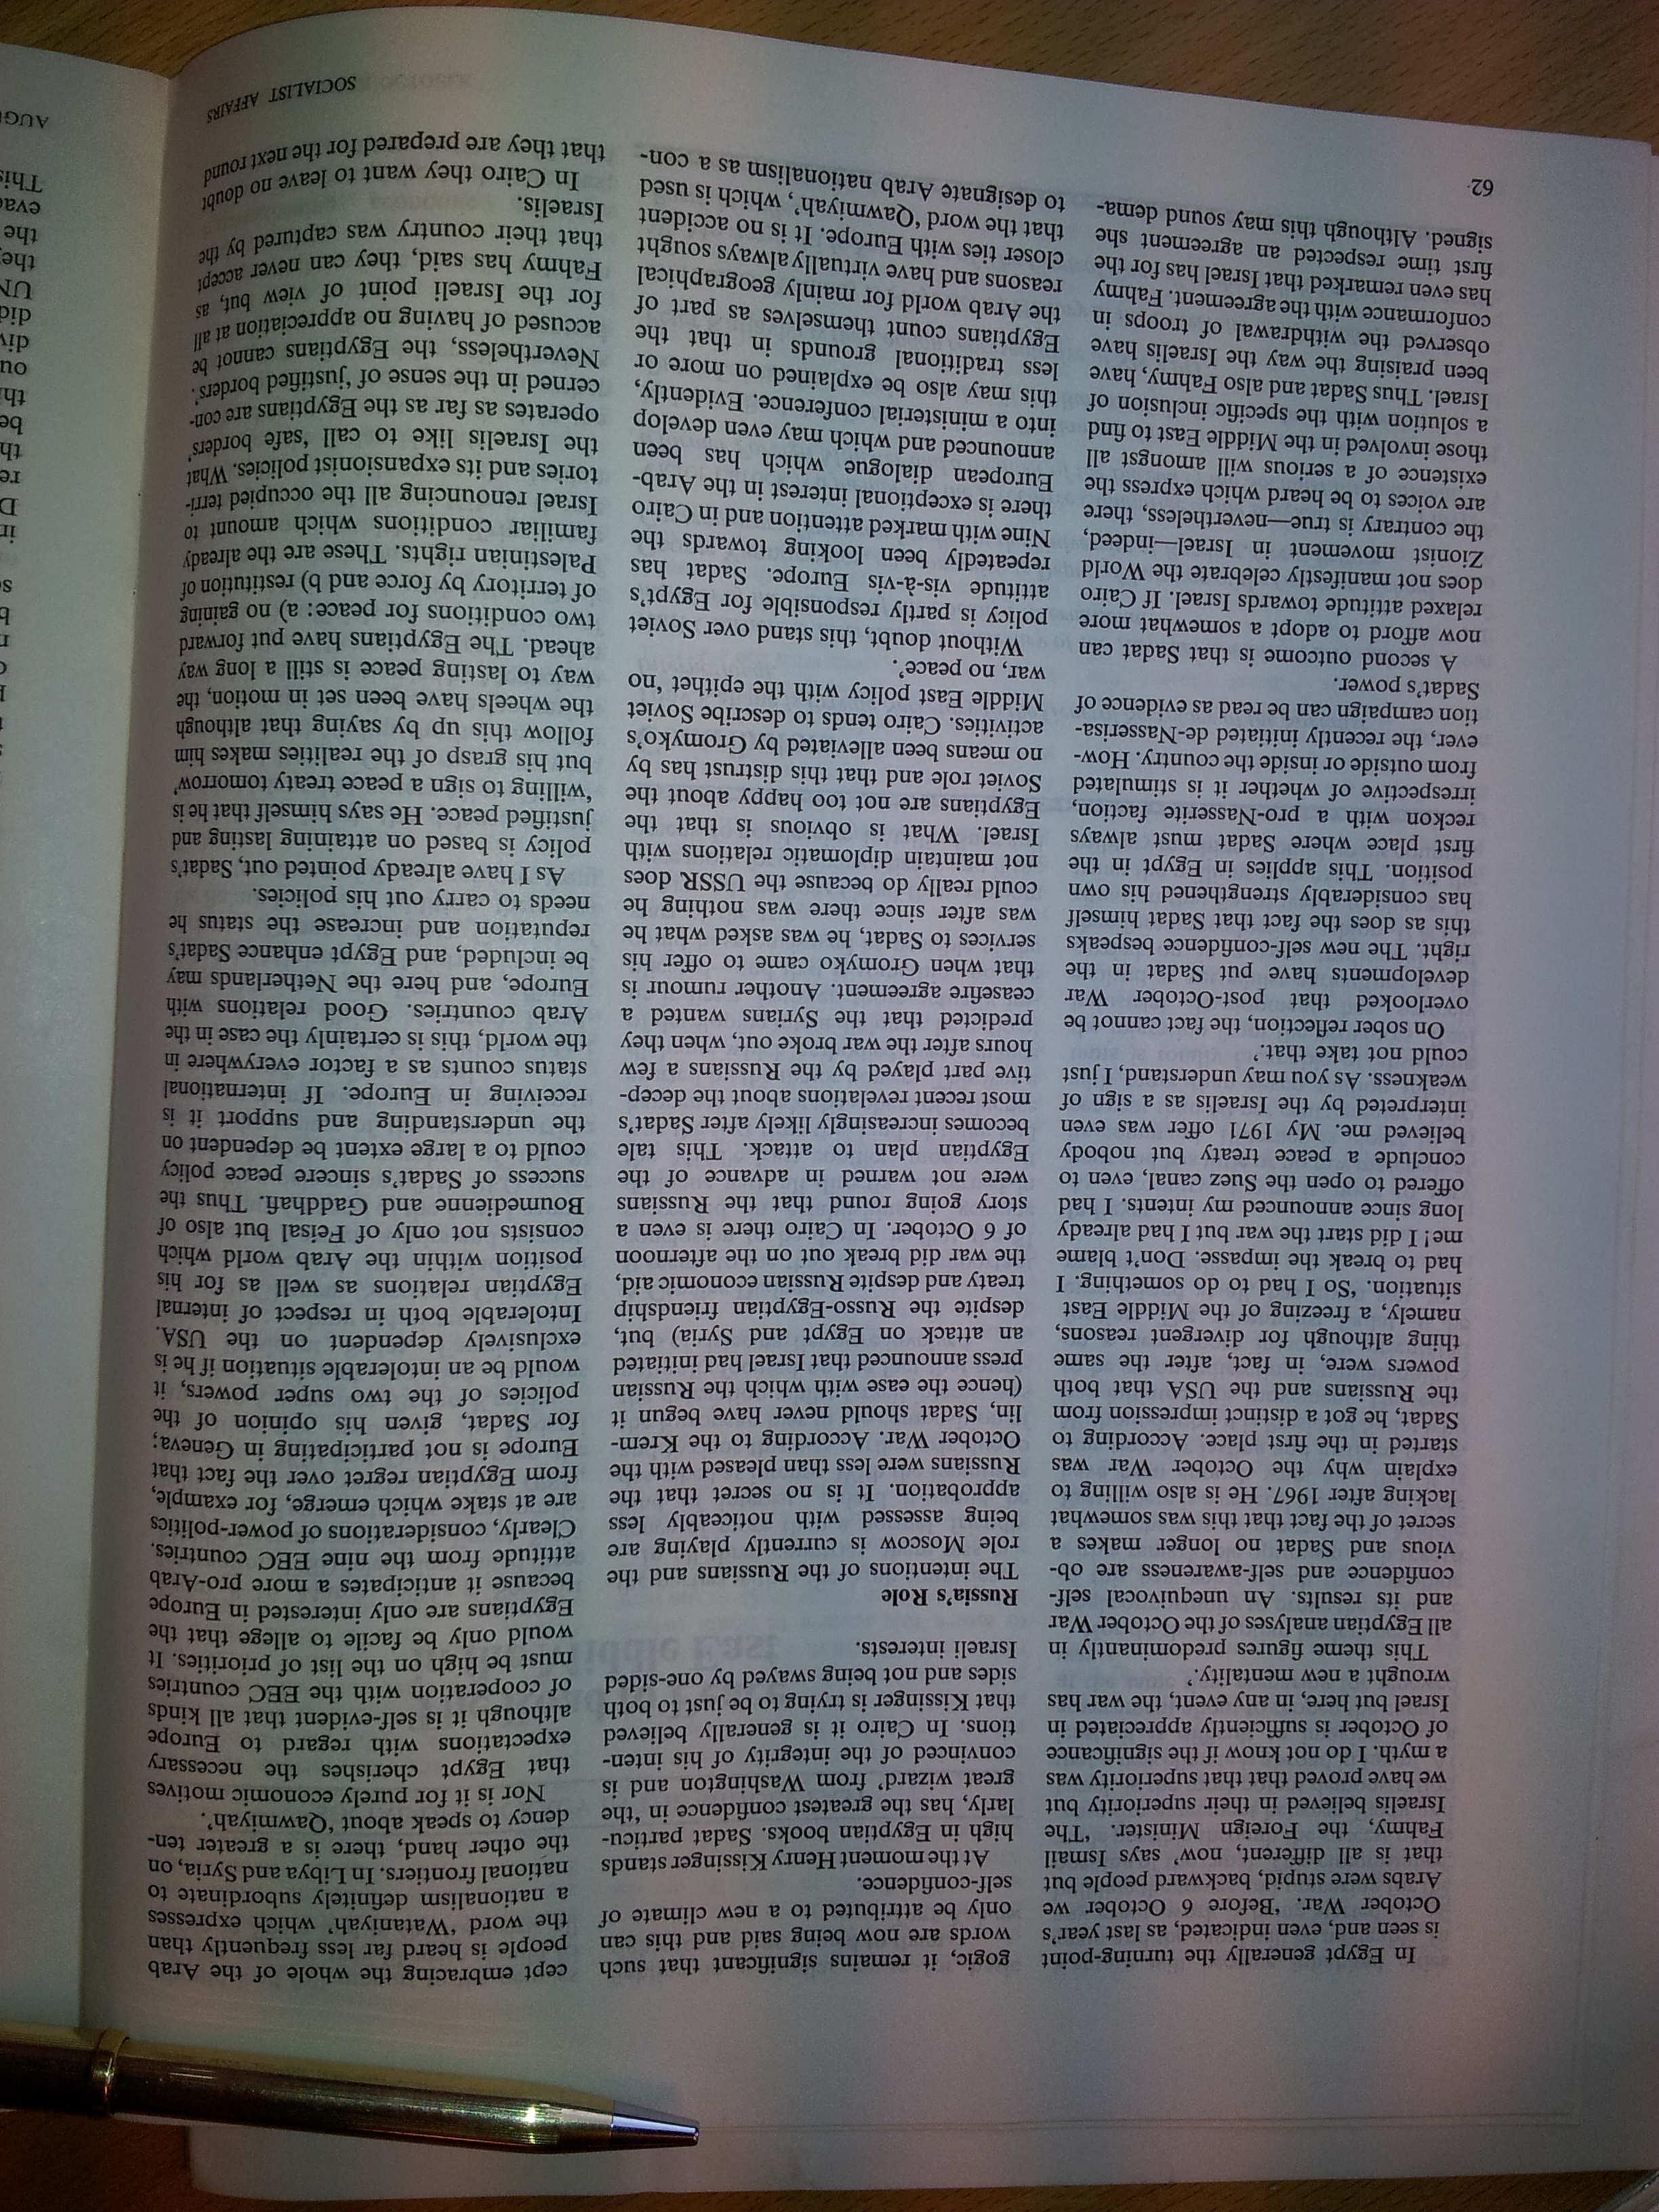 In Egypt generally the turning-point
is seen and, even indicated, as last year's
October War. 'Before 6 October we
Arabs were stupid, backward people but
that is all different, now' says Ismail
Fahmy, the Foreign Minister. 'The
Israelis believed in their superiority but
we have proved that that superiority was
a myth. I do not know if the significance
of October is sufficiently appreciated in
Israel but here, in any event, the war has
wrought a new mentality.'
This theme figures predominantly in
all Egyptian analyses of the October War
and its results. An unequivocal self-
confidence and self-awareness are ob-
vious and Sadat no longer makes a
secret of the fact that this was somewhat
lacking after 1967. He is also willing to
explain why the October War was
started in the first place. According to
Sadat, he got a distinct impression from
the Russians and the USA that both
powers were, in fact, after the same
thing although for divergent reasons,
namely, a freezing of the Middle East
situation. 'So I had to do something. I
had to break the impasse. Don't blame
me! I did start the war but I had already
long since announced my intents. I had
offered to open the Suez canal, even to
conclude a peace treaty but nobody
believed me. My 1971 offer was even
interpreted by the Israelis as a sign of
weakness. As you may understand, I just
could not take that.'
On sober reflection, the fact cannot be
overlooked that post-October War
developments have put Sadat in the
right. The new self-confidence bespeaks
this as does the fact that Sadat himself
has considerably strengthened his own
position. This applies in Egypt in the
first place where Sadat must always
reckon with a pro-Nasserite faction,
irrespective of whether it is stimulated
from outside or inside the country. How-
ever, the recently initiated de-Nasserisa-
tion campaign can be read as evidence of
Sadat's power.
A second outcome is that Sadat can
now afford to adopt a somewhat more
relaxed attitude towards Israel. If Cairo
does not manifestly celebrate the World
Zionist movement in Israel—indeed,
the contrary is true—nevertheless, there
are voices to be heard which express the
existence of a serious will amongst all
those involved in the Middle East to find
a solution with the specific inclusion of
Israel. Thus Sadat and also Fahmy, have
been praising the way the Israelis have
observed the withdrawal of troops in
conformance with the agreement. Fahmy
has even remarked that Israel has for the
first time respected an agreement she
signed. Although this may sound dema-
gogic, it remains significant that such
words are now being said and this can
only be attributed to a new climate of
self-confidence.
At the moment Henry Kissinger stands
high in Egyptian books. Sadat particu-
larly, has the greatest confidence in 'the
great wizard' from Washington and is
convinced of the integrity of his inten-
tions. In Cairo it is generally believed
that Kissinger is trying to be just to both
sides and not being swayed by one-sided
Israeli interests.
Russia's Role
The intentions of the Russians and the
role Moscow is currently playing are
being assessed with noticeably less
approbation. It is no secret that the
Russians were less than pleased with the
October War. According to the Krem-
lin, Sadat should never have begun it
(hence the ease with which the Russian
press announced that Israel had initiated
an attack on Egypt and Syria) but,
despite the Russo-Egyptian friendship
treaty and despite Russian economic aid,
the war did break out on the afternoon
of 6 October. In Cairo there is even a
story going round that the Russians
were not warned in advance of the
Egyptian plan to attack. This tale
becomes increasingly likely after Sadat's
most recent revelations about the decep-
tive part played by the Russians a few
hours after the war broke out, when they
predicted that the Syrians wanted a
ceasefire agreement. Another rumour is
that when Gromyko came to offer his
services to Sadat, he was asked what he
was after since there was nothing he
could really do because the USSR does
not maintain diplomatic relations with
Israel. What is obvious is that the
Egyptians are not too happy about the
Soviet role and that this distrust has by
no means been alleviated by Gromyko's
activities. Cairo tends to describe Soviet
Middle East policy with the epithet 'no
war, no peace'.
Without doubt, this stand over Soviet
policy is partly responsible for Egypt's
attitude vis-à-vis Europe. Sadat has
repeatedly been looking towards the
Nine with marked attention and in Cairo
there is exceptional interest in the Arab-
European dialogue which has been
announced and which may even develop
into a ministerial conference. Evidently,
this may also be explained on more or
less traditional grounds in that the
Egyptians count themselves as part of
the Arab world for mainly geographical
reasons and have virtually always sought
closer ties with Europe. It is no accident
that the word 'Qawmiyah', which is used
to designate Arab nationalism as a con-
cept embracing the whole of the Arab
people is heard far less frequently than
the word 'Wataniyah' which expresses
a nationalism definitely subordinate to
national frontiers. In Libya and Syria, on
the other hand, there is a greater ten-
dency to speak about 'Qawmiyah'.
Nor is it for purely economic motives
that Egypt cherishes the necessary
expectations with regard to Europe
although it is self-evident that all kinds
of cooperation with the EEC countries
must be high on the list of priorities. It
would only be facile to allege that the
Egyptians are only interested in Europe
because it anticipates a more pro-Arab
attitude from the nine EEC countries.
Clearly, considerations of power-politics
are at stake which emerge, for example,
from Egyptian regret over the fact that
Europe is not participating in Geneva;
for Sadat, given his opinion of the
policies of the two super powers, it
would be an intolerable situation if he is
exclusively dependent on the USA.
Intolerable both in respect of internal
Egyptian relations as well as for his
position within the Arab world which
consists not only of Feisal but also of
Boumedienne and Gaddhafi. Thus the
success of Sadat's sincere peace policy
could to a large extent be dependent on
the understanding and support it is
receiving in Europe. If international
status counts as a factor everywhere in
the world, this is certainly the case in the
Arab countries. Good relations with
Europe, and here the Netherlands may
be included, and Egypt enhance Sadat's
reputation and increase the status he
needs to carry out his policies.
As I have already pointed out, Sadat's
policy is based on attaining lasting and
justified peace. He says himself that he is
'willing to sign a peace treaty tomorrow'
but his grasp of the realities makes him
follow this up by saying that although
the wheels have been set in motion, the
way to lasting peace is still a long way
ahead. The Egyptians have put forward
two conditions for peace: a) no gaining
of territory by force and b) restitution of
Palestinian rights. These are the already
familiar conditions which amount to
Israel renouncing all the occupied terri-
tories and its expansionist policies. What
the Israelis like to call 'safe borders'
operates as far as the Egyptians are con-
cerned in the sense of 'justified borders'.
Nevertheless, the Egyptians cannot be
accused of having no appreciation at all
for the Israeli point of view but, as
Fahmy has said, they can never accept
that their country was captured by the
Israelis.
In Cairo they want to leave no doubt
that they are prepared for the next round
62
SOCIALIST AFFAIRS